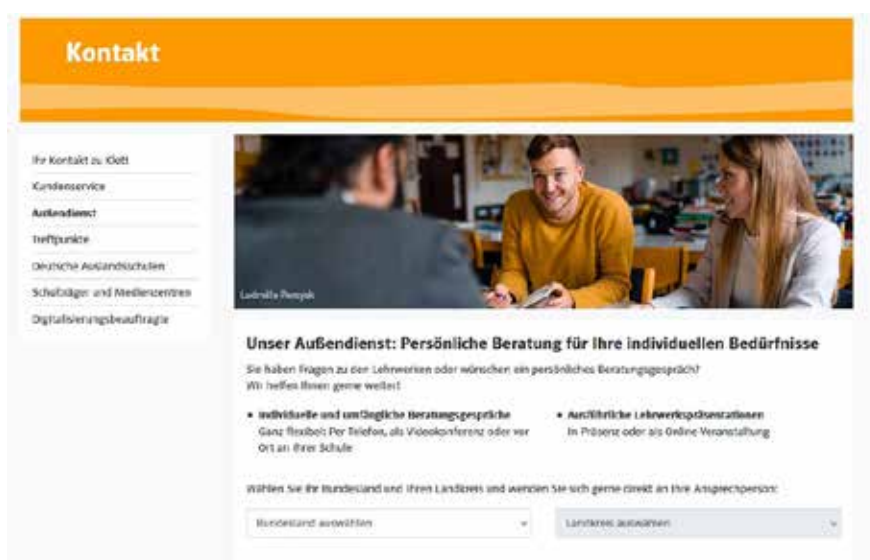 Kontakt
Ihr Kontakt zu Klett
Kundenservice
Außendienst
Treffpunkte
Deutsche Auslandsschulen
Schulträger und Medienzentren
Digitalisierungsbeauftragte
Unser Außendienst: Persönliche Beratung für Ihre individuellen Bedürfnisse
Sie haben Fragen zu den Lehrwerken oder wünschen ein persönliches Beratungsgespräch?
Wir helfen Ihnen gerne weiter!
• Individuelle und umfängliche Beratungsgespräche
Ganz flexibel: Per Telefon, als Videokonferenz oder vor
Ort an Ihrer Schule
• Ausführliche Lehrwerkspräsentationen
In Präsenz oder als Online Veranstaltung
Wählen Sie Ihr Bundesland und Ihren Landkreis und wenden Sie sich gerne direkt an Ihre Ansprechperson:
Bundesland auswählen
Landkreis auswählen